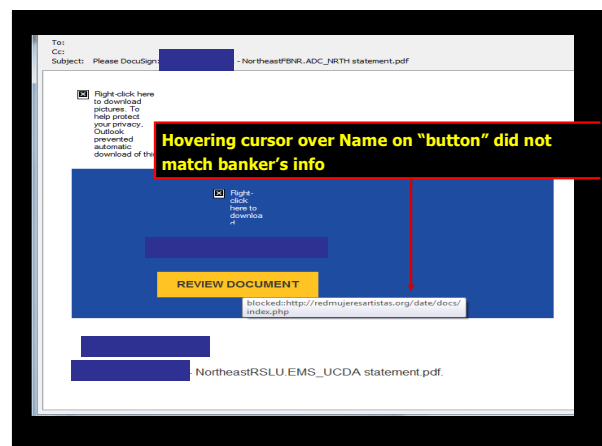 To:
Cc:
Subject: Please DocuSign: - NortheastFBNR.ADC_NRTH statement.pdf
Right-click here
to download
pictures. To
help protect
your privacy,
Outlook
prevented
automatic
download of thi
Hovering cursor over Name on “button” did not
match banker’s info
Right-
click
here to
downloa
d
REVIEW DOCUMENT
blocked::http://redmujeresartistas.org/date/docs/
index.php
- NortheastRSLU.EMS_UCDA statement.pdf.